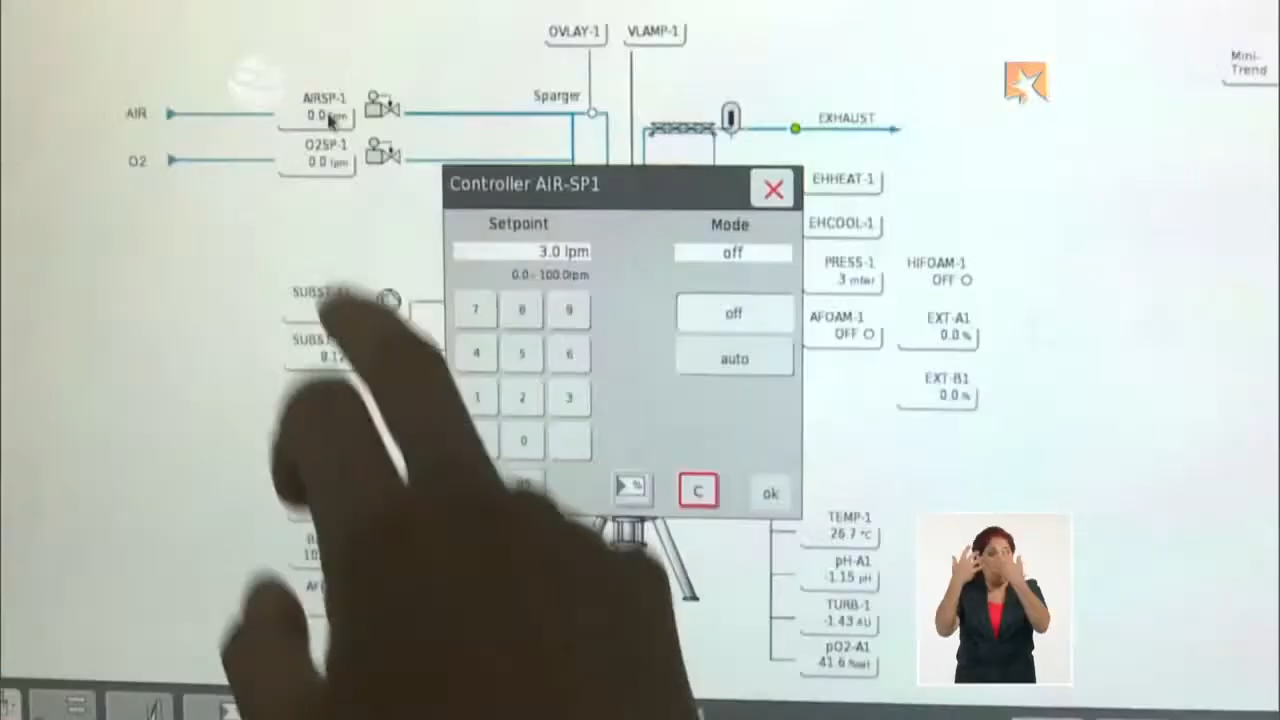 OVLAY-1
VLAMP-1
Mini-
Trend
AIRSP-1
0.0 lpm
AIR
Sparger
EXHAUST
O2SP-1
0.0 lpm
O2
Controller AIR-SP1
EHHEAT-1
Setpoint
Mode
EHCOOL-1
3.0 lpm
off
0.0 - 100.0lpm
PRESS-1
3 mbar
HIFOAM-1
OFF
7
8
9
off
AFOAM-1
OFF
EXT-A1
0.0 %
4
5
6
auto
EXT-B1
0.0 %
1
2
3
0
%
C
ok
TEMP-1
26.7 °C
pH-A1
-1.15 pH
TURB-1
-1.43 AU
pO2-A1
41.6 %sat